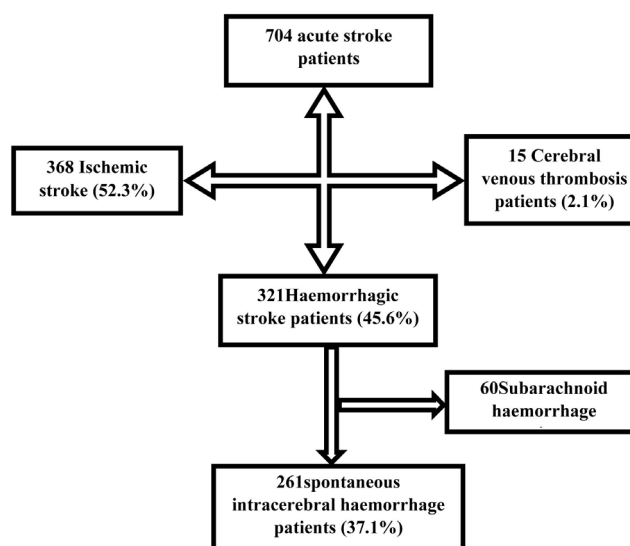 704 acute stroke
patients
368 Ischemic
stroke (52.3%)
15 Cerebral
venous thrombosis
patients (2.1%)
321Haemorrhagic
stroke patients (45.6%)
60Subarachnoid
haemorrhage
261spontaneous
intracerebral haemorrhage
patients (37.1%)